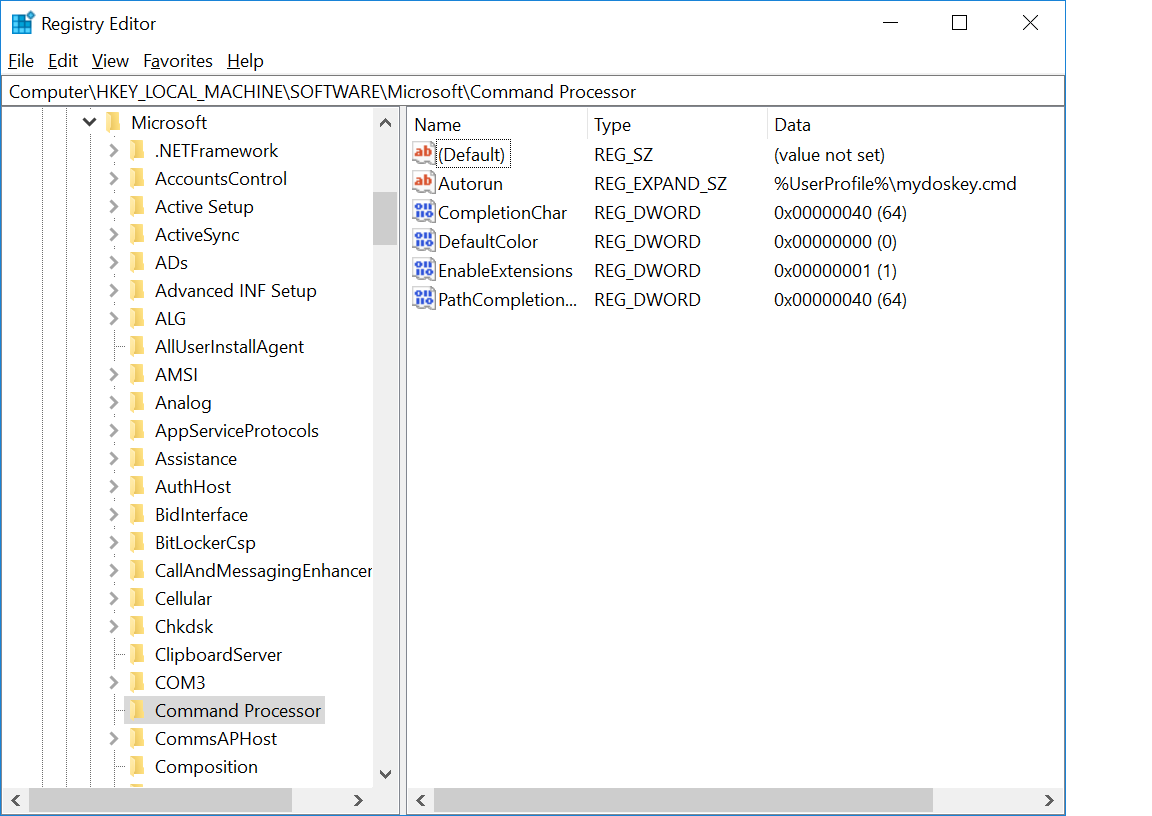 Registry Editor
File Edit View Favorites Help
Computer\HKEY_LOCAL_MACHINE\SOFTWARE\Microsoft\Command Processor
Microsoft
.NETFramework
AccountsControl
Active Setup
ActiveSync
ADs
Advanced INF Setup
ALG
AllUserInstallAgent
AMSI
Analog
AppServiceProtocols
Assistance
AuthHost
BidInterface
BitLockerCsp
CallAndMessagingEnhancer
Cellular
Chkdsk
ClipboardServer
COM3
Command Processor
CommsAPHost
Composition
Name Type Data
ab (Default) REG_SZ (value not set)
ab Autorun REG_EXPAND_SZ %UserProfile%\mydoskey.cmd
CompletionChar REG_DWORD 0x00000040 (64)
DefaultColor REG_DWORD 0x00000000 (0)
EnableExtensions REG_DWORD 0x00000001 (1)
PathCompletion... REG_DWORD 0x00000040 (64)